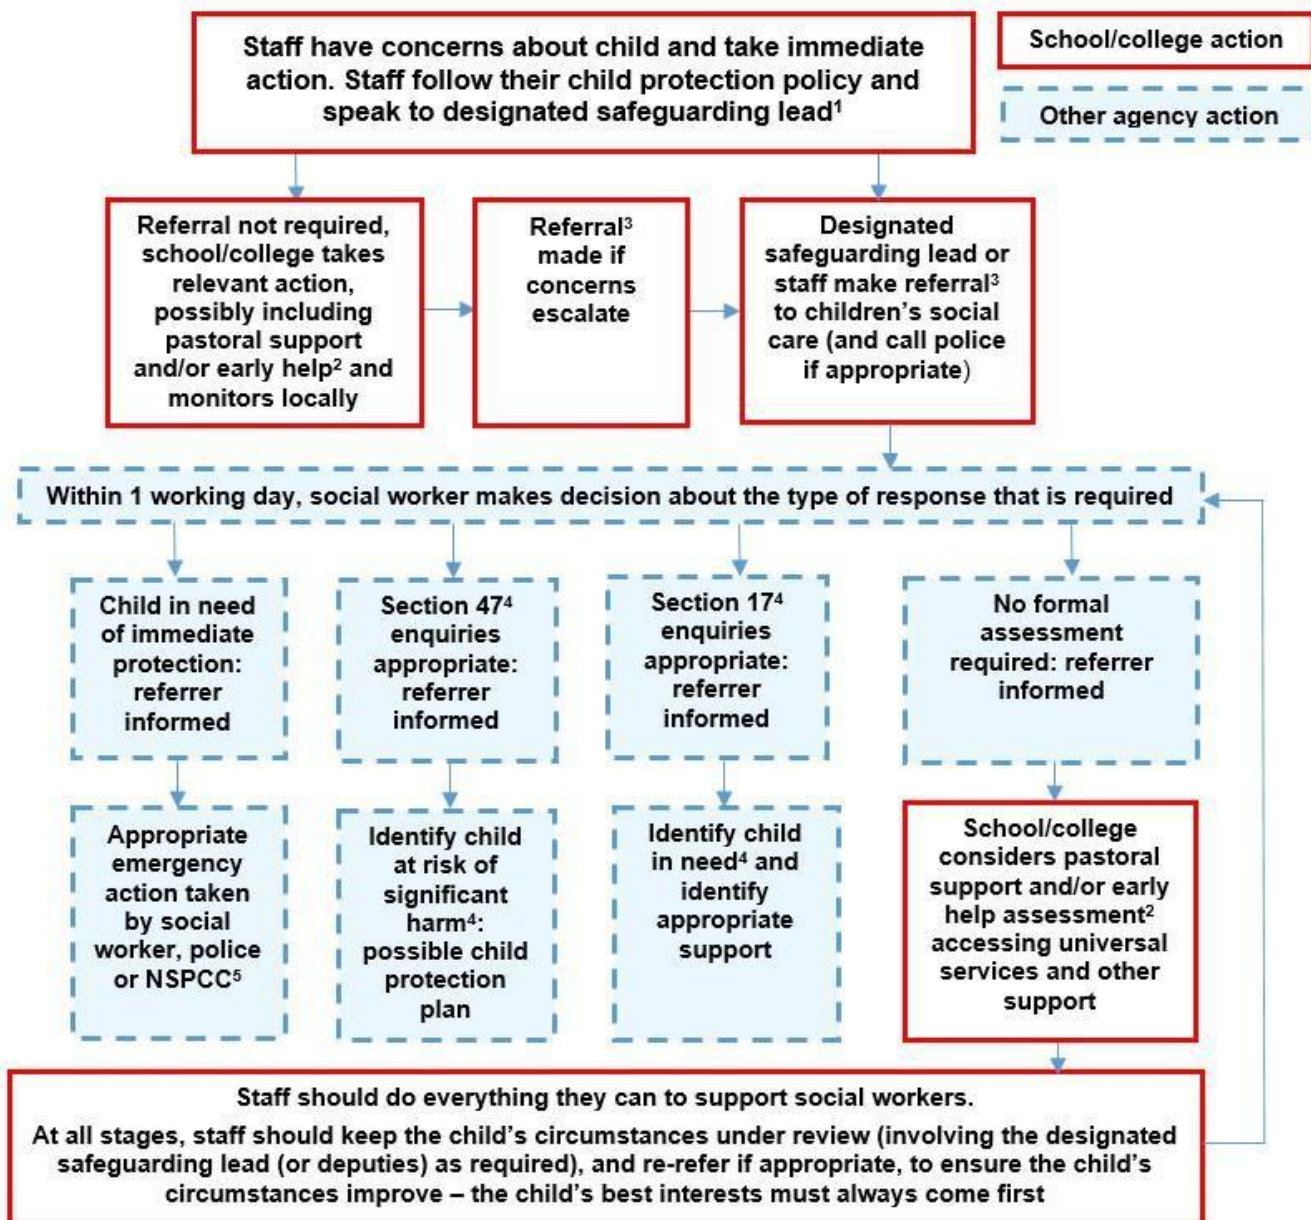 Staff have concerns about child and take immediate
action. Staff follow their child protection policy and
speak to designated safeguarding lead¹
School/college action
Other agency action
Referral not required,
school/college takes
relevant action,
possibly including
pastoral support
and/or early help² and
monitors locally
Referral³
made if
concerns
escalate
Designated
safeguarding lead or
staff make referral³
to children’s social
care (and call police
if appropriate)
Within 1 working day, social worker makes decision about the type of response that is required
Child in need
of immediate
protection:
referrer
informed
Section 47⁴
enquiries
appropriate:
referrer
informed
Section 17⁴
enquiries
appropriate:
referrer
informed
No formal
assessment
required: referrer
informed
Appropriate
emergency
action taken
by social
worker, police
or NSPCC⁵
Identify child
at risk of
significant
harm⁴:
possible child
protection
plan
Identify child
in need⁴ and
identify
appropriate
support
School/college
considers pastoral
support and/or early
help assessment²
accessing universal
services and other
support
Staff should do everything they can to support social workers.
At all stages, staff should keep the child’s circumstances under review (involving the designated
safeguarding lead (or deputies) as required), and re-refer if appropriate, to ensure the child’s
circumstances improve – the child’s best interests must always come first